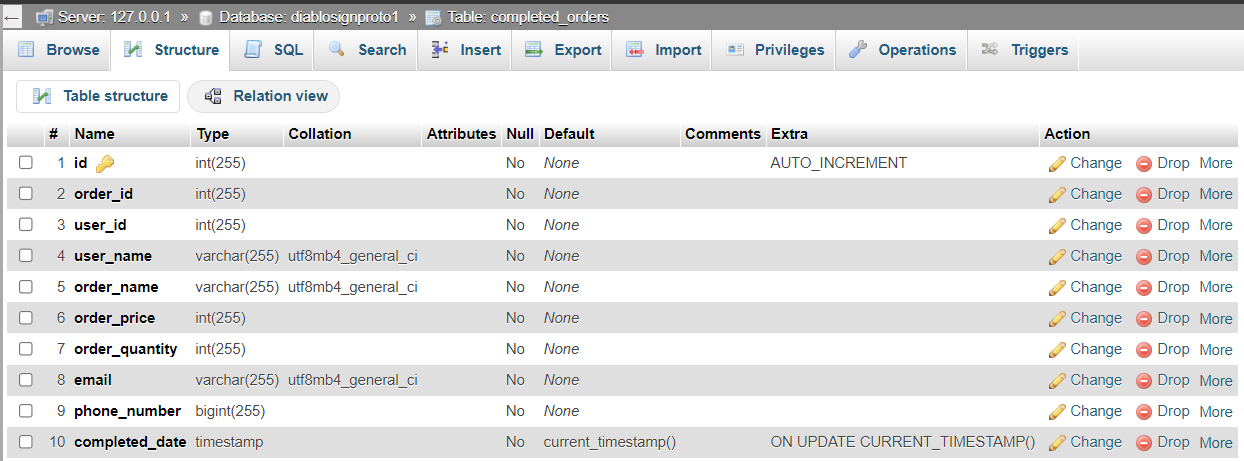 ← Server: 127.0.0.1 » Database: diablosignproto1 » Table: completed_orders
Browse Structure SQL Search Insert Export Import Privileges Operations Triggers
Table structure Relation view
# Name Type Collation Attributes Null Default Comments Extra Action
1 id int(255) No None AUTO_INCREMENT Change Drop More
2 order_id int(255) No None Change Drop More
3 user_id int(255) No None Change Drop More
4 user_name varchar(255) utf8mb4_general_ci No None Change Drop More
5 order_name varchar(255) utf8mb4_general_ci No None Change Drop More
6 order_price int(255) No None Change Drop More
7 order_quantity int(255) No None Change Drop More
8 email varchar(255) utf8mb4_general_ci No None Change Drop More
9 phone_number bigint(255) No None Change Drop More
10 completed_date timestamp No current_timestamp() ON UPDATE CURRENT_TIMESTAMP() Change Drop More